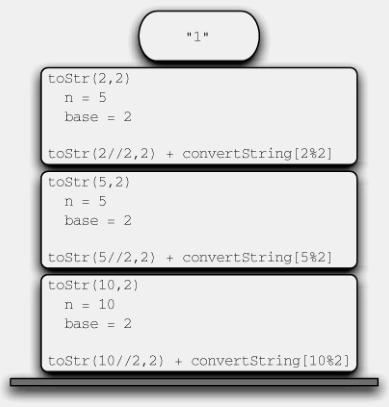 "1"
toStr(2,2)
n = 5
base = 2
toStr(2//2,2) + convertString[2%2]
toStr(5,2)
n = 5
base = 2
toStr(5//2,2) + convertString[5%2]
toStr(10,2)
n = 10
base = 2
toStr(10//2,2) + convertString[10%2]